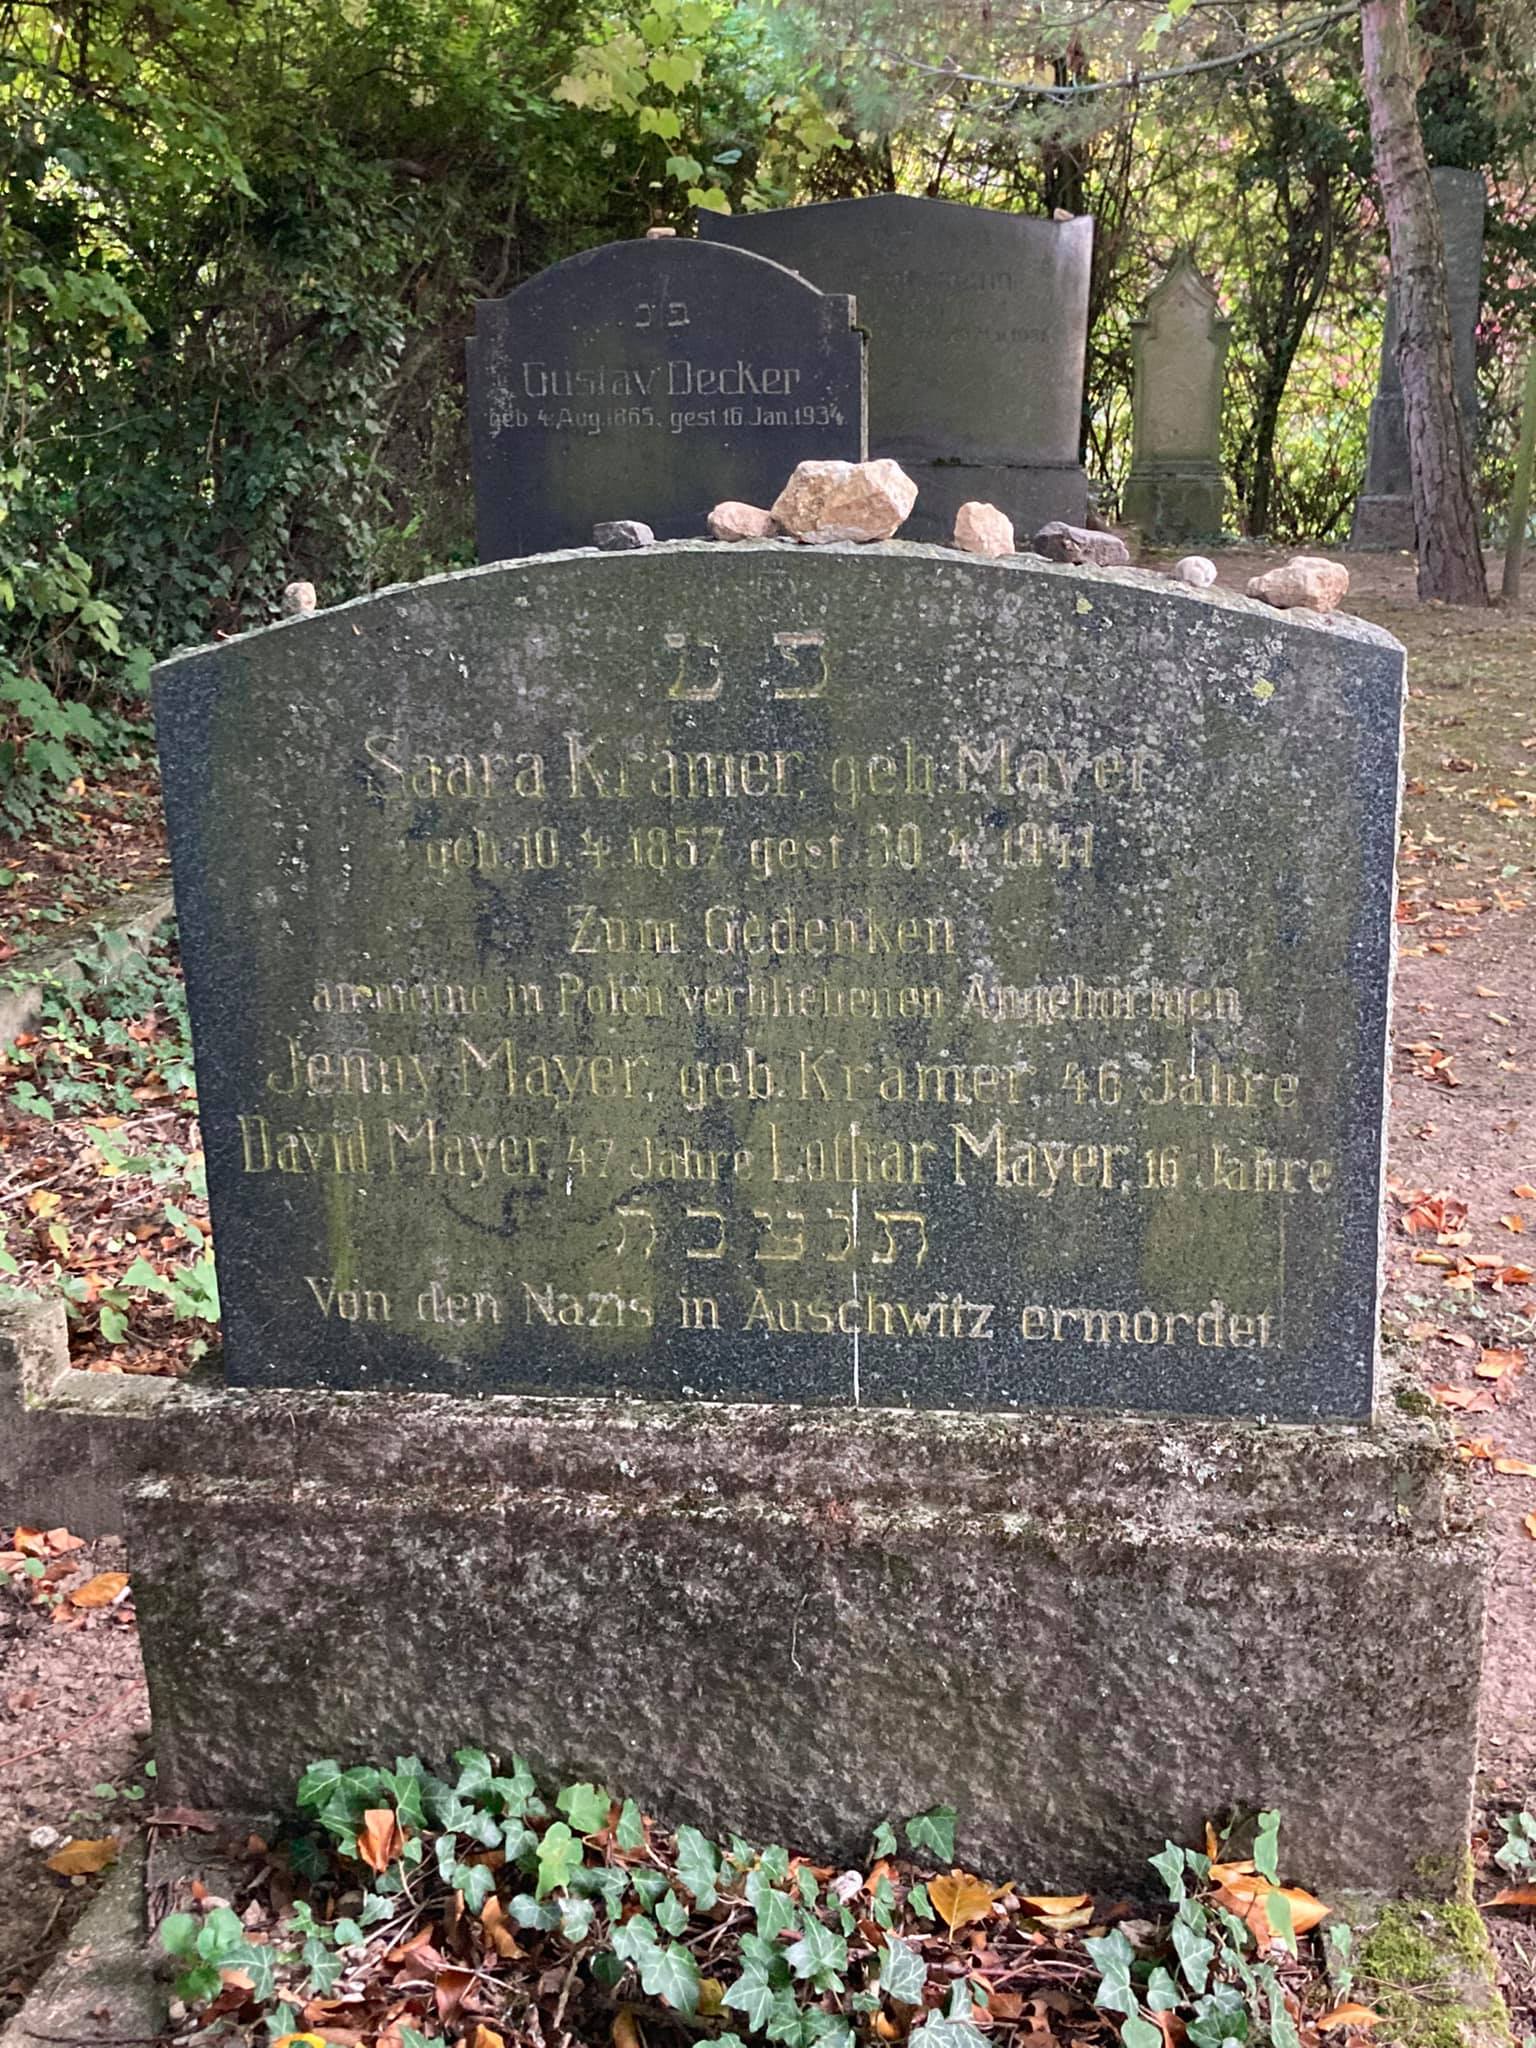 פ נ
Gustav Decker
geb 4.Aug.1865, gest 16.Jan.1934.
פ נ
Saara Krämer, geb. Mayer
geb. 10. 4. 1857 gest. 30. 4. 1941
Zum Gedenken
an meine in Polen verbliebenen Angehörigen
Jenny Mayer, geb. Krämer, 46 Jahre
David Mayer, 47 Jahre Lothar Mayer, 16 Jahre
תנצבה
Von den Nazis in Auschwitz ermordet.